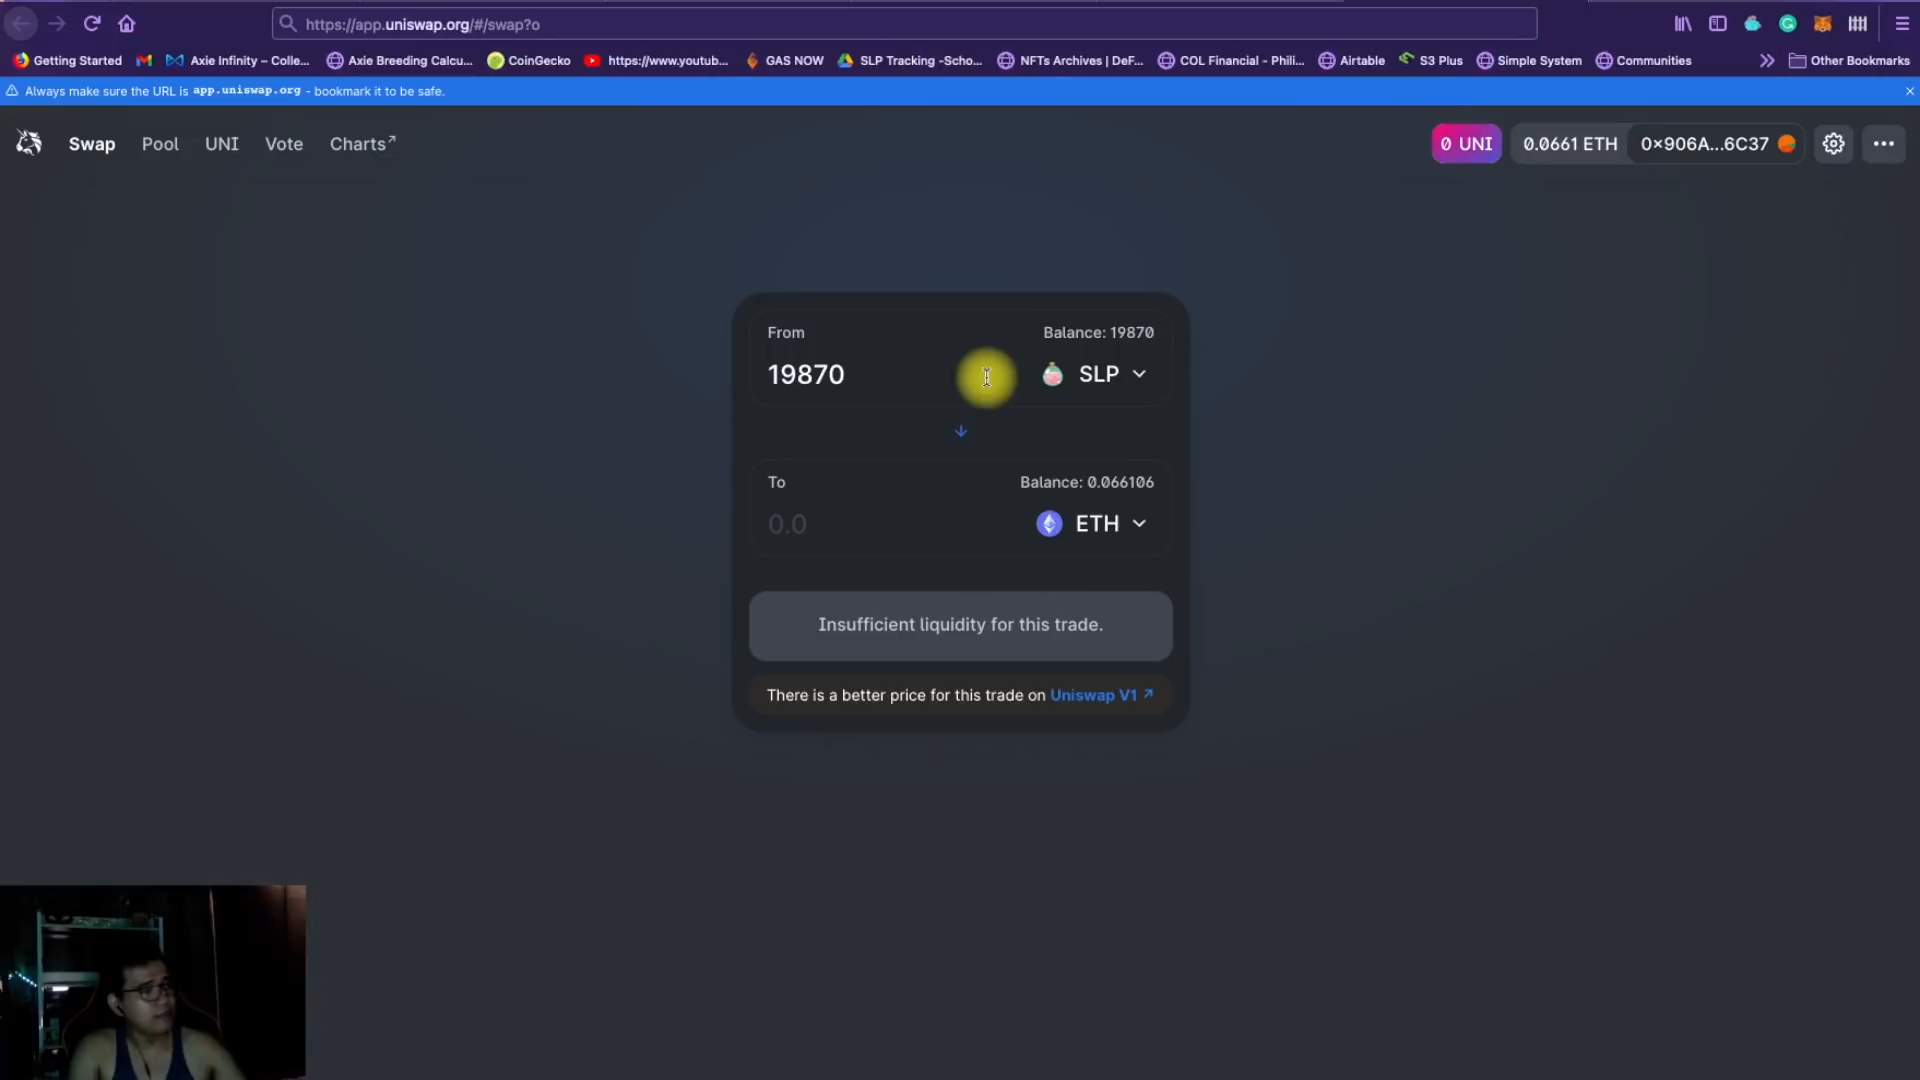 https://app.uniswap.org/#/swap?o
Getting Started
Axie Infinity – Colle...
Axie Breeding Calcu...
CoinGecko
https://www.youtub...
GAS NOW
SLP Tracking -Scho...
NFTs Archives | DeF...
COL Financial - Phili...
Airtable
S3 Plus
Simple System
Communities
Other Bookmarks
Always make sure the URL is app.uniswap.org - bookmark it to be safe.
Swap
Pool
UNI
Vote
Charts↗
0 UNI
0.0661 ETH
0×906A...6C37
From
Balance: 19870
19870
SLP
To
Balance: 0.066106
0.0
ETH
Insufficient liquidity for this trade.
There is a better price for this trade on Uniswap V1 ↗